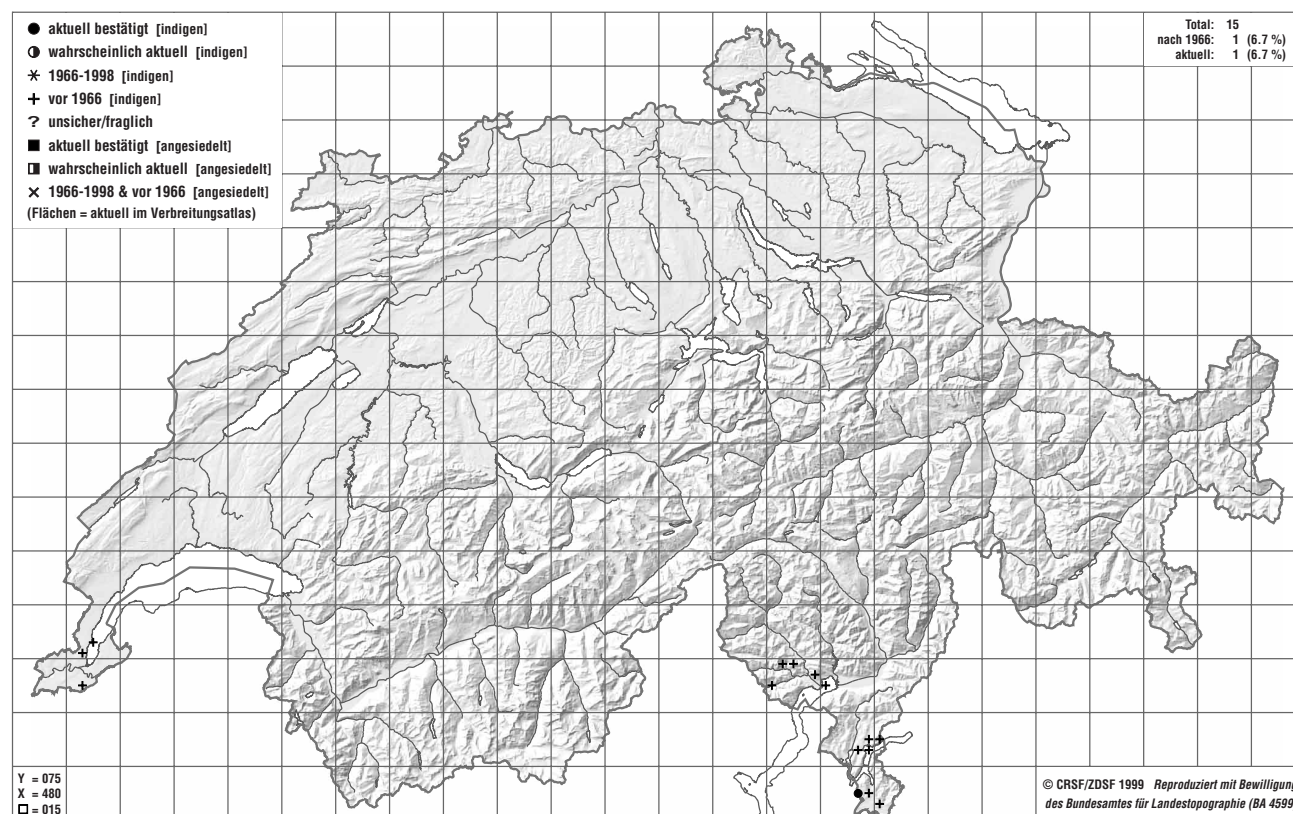 ● aktuell bestätigt [indigen]
◑ wahrscheinlich aktuell [indigen]
✳ 1966-1998 [indigen]
+ vor 1966 [indigen]
? unsicher/fraglich
■ aktuell bestätigt [angesiedelt]
◨ wahrscheinlich aktuell [angesiedelt]
× 1966-1998 & vor 1966 [angesiedelt]
(Flächen = aktuell im Verbreitungsatlas)
Total: 15
nach 1966: 1 (6.7 %)
aktuell: 1 (6.7 %)
Y = 075
X = 480
□ = 015
© CRSF/ZDSF 1999 Reproduziert mit Bewilligung
des Bundesamtes für Landestopographie (BA 4599